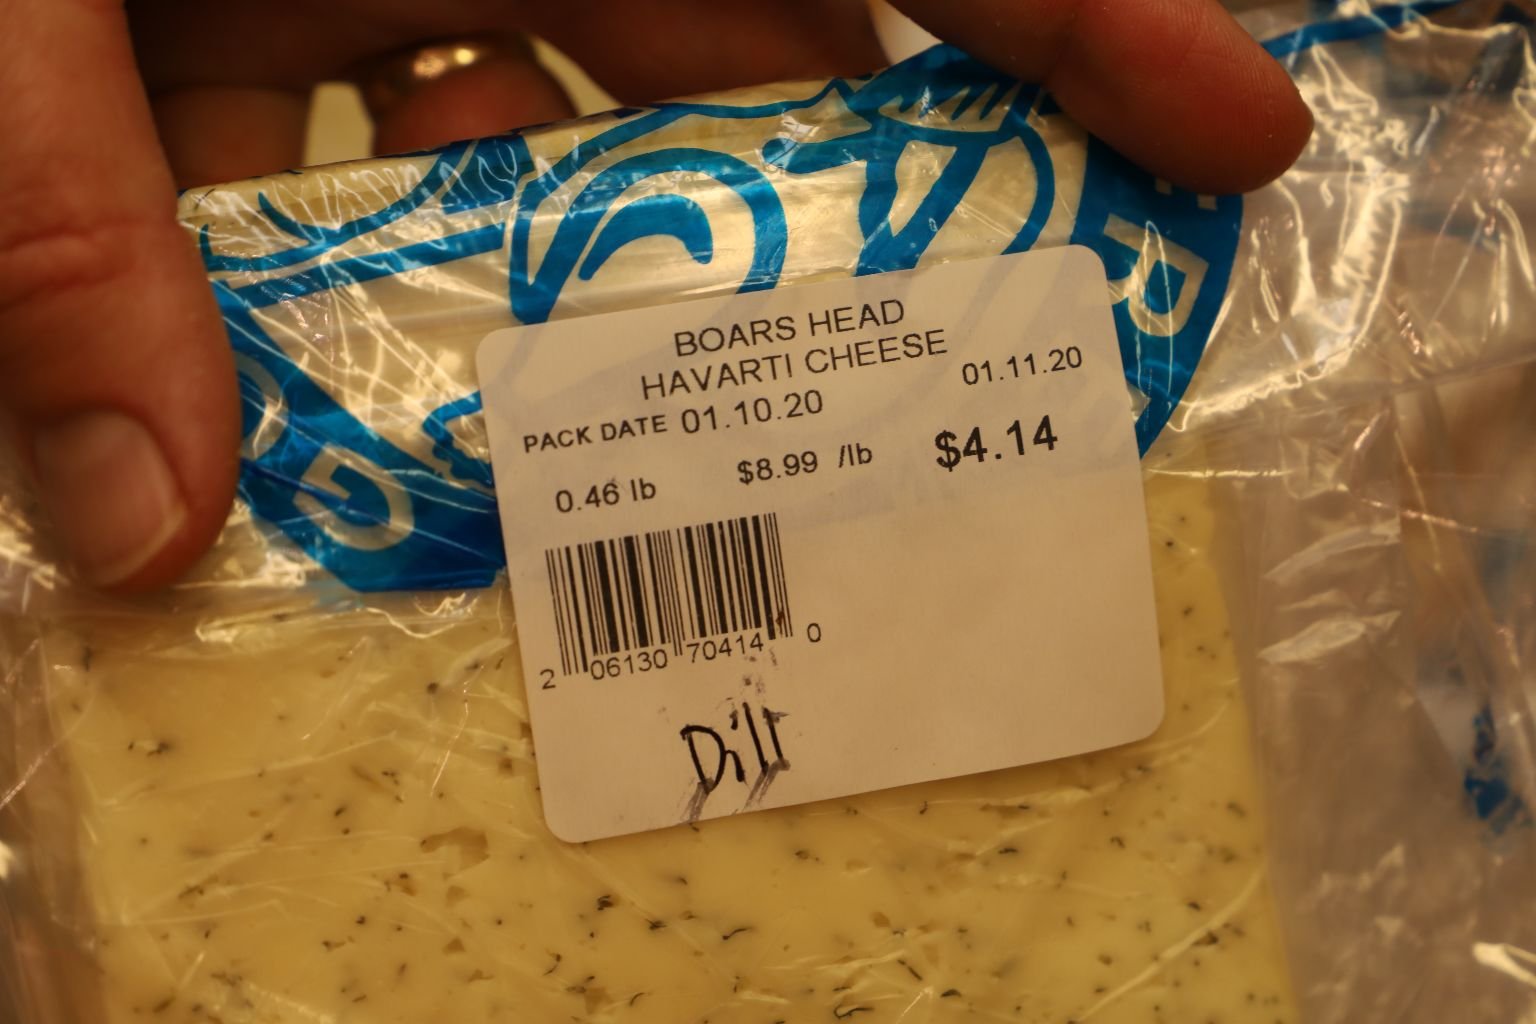 BOARS HEAD
HAVARTI CHEESE
PACK DATE 01.10.20 01.11.20
0.46 lb $8.99 /lb $4.14
2 06130 70414 0
Dill